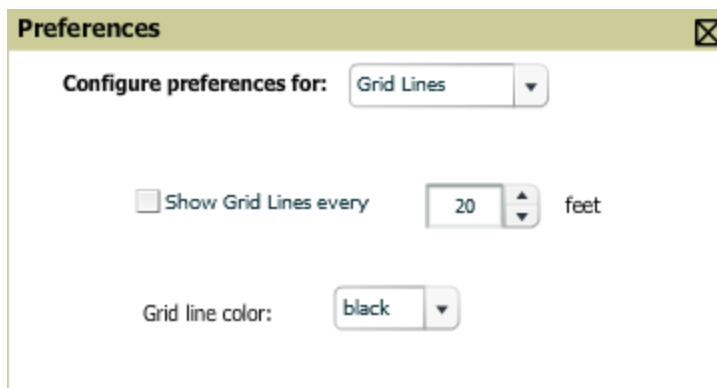 Preferences
Configure preferences for: Grid Lines
Show Grid Lines every 20 feet
Grid line color: black